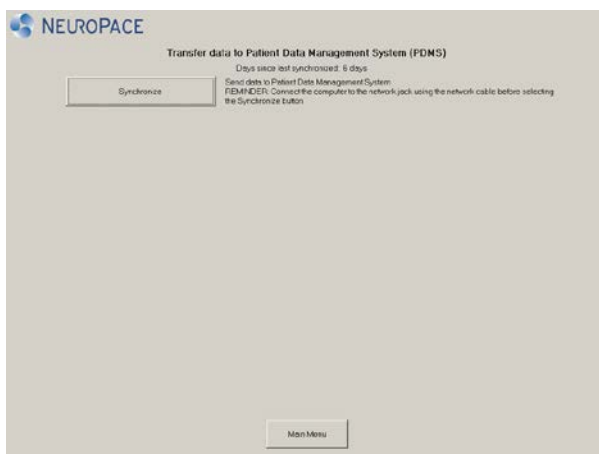 NEUROPACE
Transfer data to Patient Data Management System (PDMS)
Days since last synchronized: 6 days
Synchronize
Send data to Patient Data Management System
REMINDER: Connect the computer to the network jack using the network cable before selecting
the Synchronize button
Main Menu